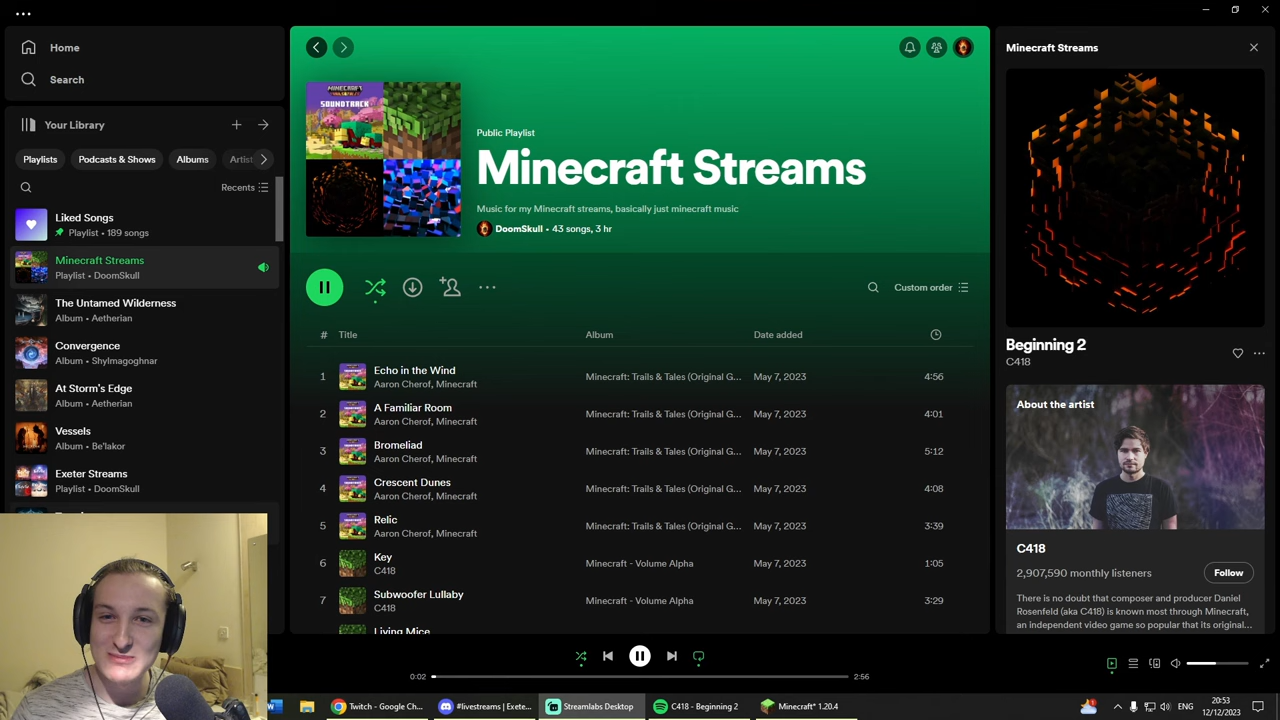 Home
Search
Your Library
Playlists
Podcasts & Shows
Albums
Artist
Recents
Liked Songs
Playlist • 189 songs
Minecraft Streams
Playlist • DoomSkull
The Untamed Wilderness
Album • Aetherian
Convergence
Album • Shylmagoghnar
At Storm's Edge
Album • Aetherian
Vessels
Album • Be'lakor
Exeter Streams
Playlist • DoomSkull
MINECRAFT
SOUNDTRACK
Public Playlist
Minecraft Streams
Music for my Minecraft streams, basically just minecraft music
DoomSkull • 43 songs, 3 hr
Custom order
# Title Album Date added
1 Echo in the Wind Minecraft: Trails & Tales (Original G... May 7, 2023 4:56
Aaron Cherof, Minecraft
2 A Familiar Room Minecraft: Trails & Tales (Original G... May 7, 2023 4:01
Aaron Cherof, Minecraft
3 Bromeliad Minecraft: Trails & Tales (Original G... May 7, 2023 5:12
Aaron Cherof, Minecraft
4 Crescent Dunes Minecraft: Trails & Tales (Original G... May 7, 2023 4:08
Aaron Cherof, Minecraft
5 Relic Minecraft: Trails & Tales (Original G... May 7, 2023 3:39
Aaron Cherof, Minecraft
6 Key Minecraft - Volume Alpha May 7, 2023 1:05
C418
7 Subwoofer Lullaby Minecraft - Volume Alpha May 7, 2023 3:29
C418
Living Mice
Minecraft Streams
Beginning 2
C418
About the artist
C418
2,907,590 monthly listeners
Follow
There is no doubt that composer and producer Daniel
Rosenfeld (aka C418) is known most through Minecraft,
an independent video game so popular that its original...
0:02
2:56
Twitch - Google Ch...
#livestreams | Exete...
Streamlabs Desktop
C418 - Beginning 2
Minecraft* 1.20.4
ENG
20:53
12/12/2023